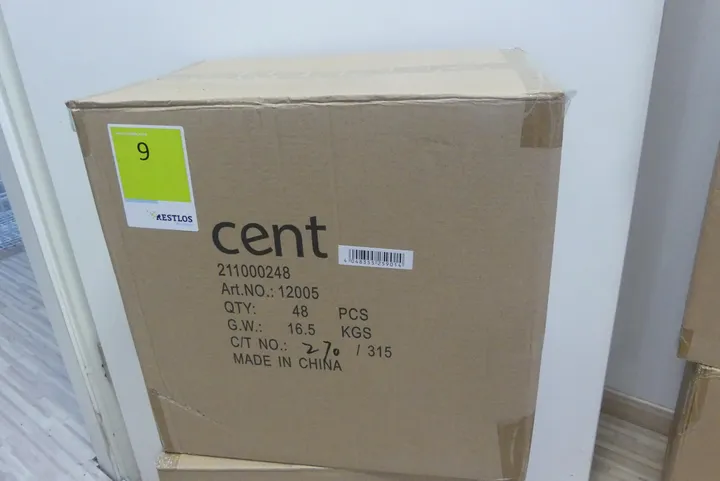 9
RESTLOS
cent
211000248
Art.NO.: 12005
QTY: 48 PCS
G.W.: 16.5 KGS
C/T NO.: 270 / 315
MADE IN CHINA